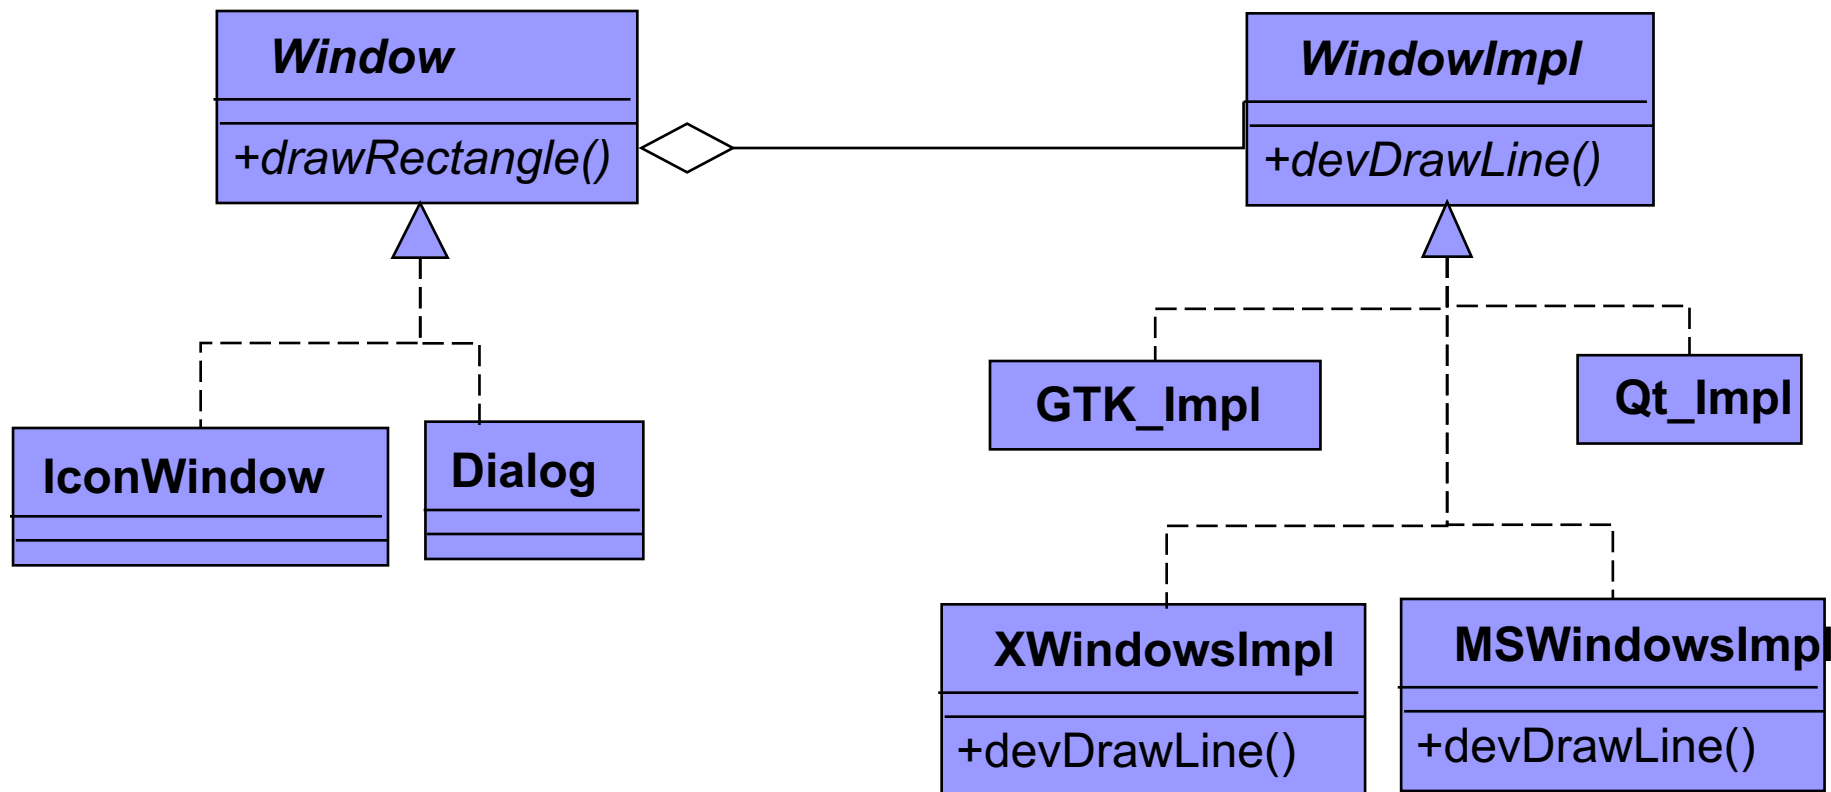 Window
+drawRectangle()
WindowImpl
+devDrawLine()
IconWindow
Dialog
GTK_Impl
Qt_Impl
XWindowsImpl
+devDrawLine()
MSWindowsImpl
+devDrawLine()